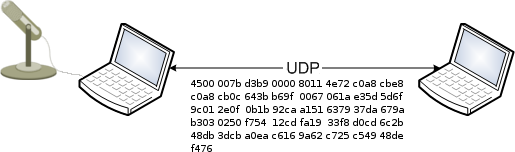 UDP
4500 007b d3b9 0000 8011 4e72 c0a8 cbe8
c0a8 cb0c 643b b69f 0067 061a e35d 5d6f
9c01 2e0f 0b1b 92ca a151 6379 37da 679a
b303 0250 f754 12cd fa19 33f8 d0cd 6c2b
48db 3dcb a0ea c616 9a62 c725 c549 48de
f476